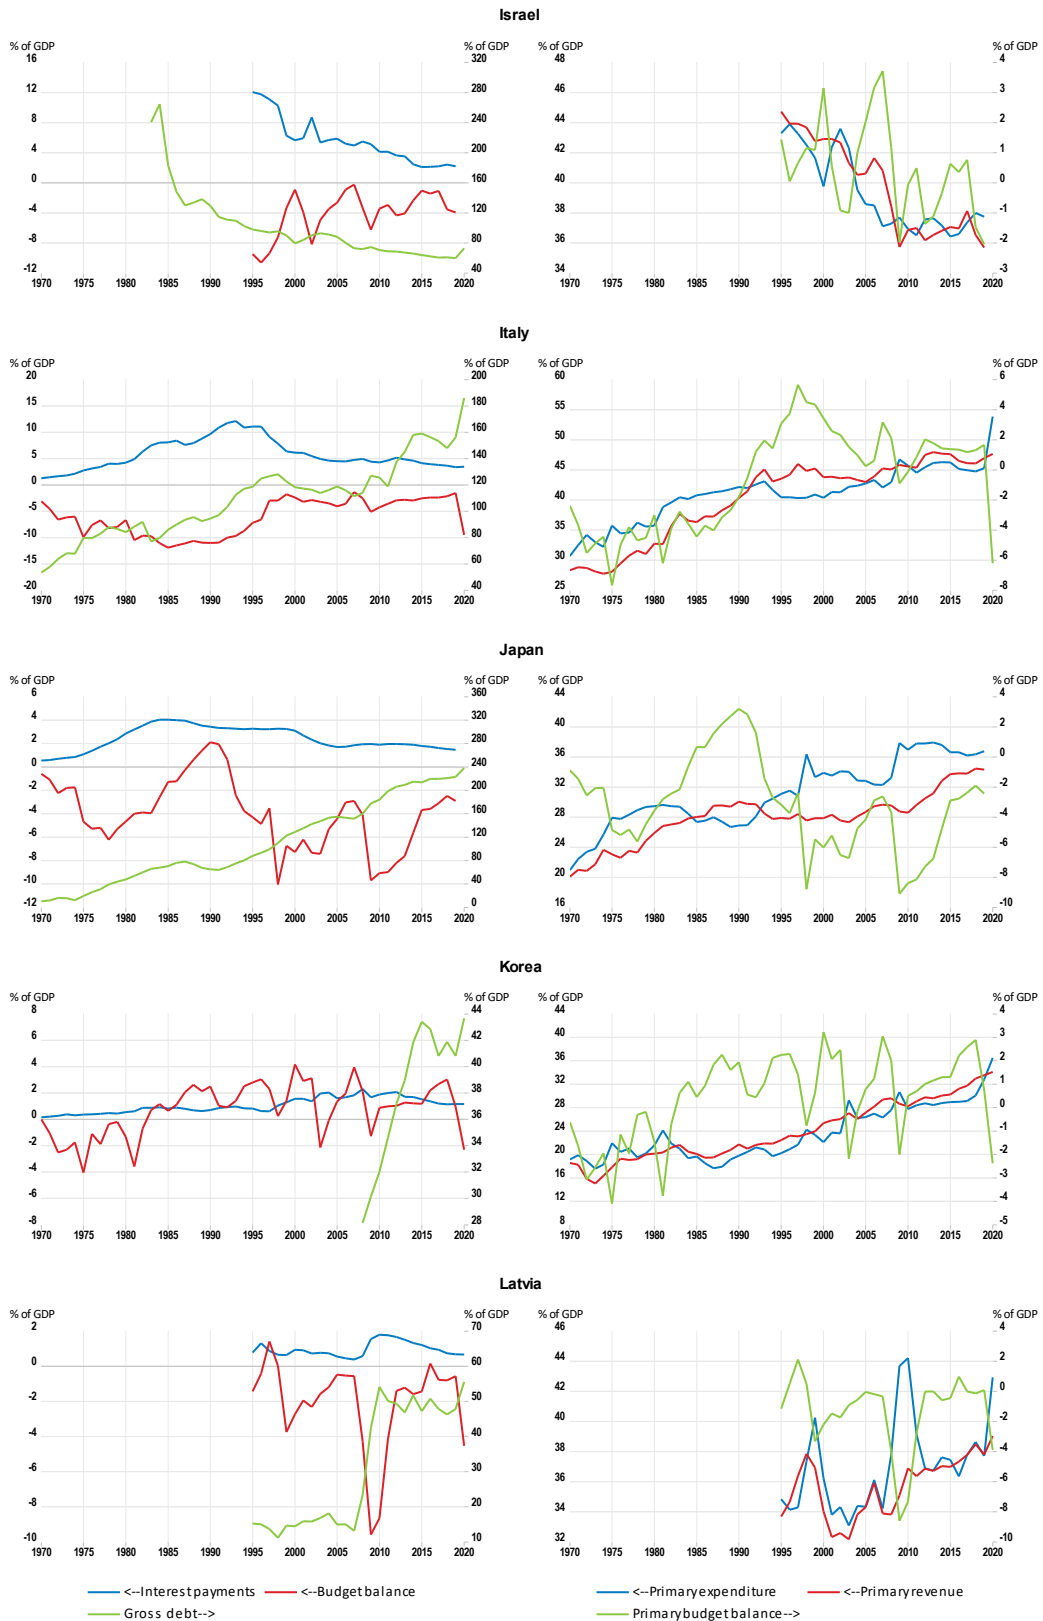 Israel
% of GDP % of GDP % of GDP % of GDP
16 320 48 4
12 280 46 3
8 240 44 2
4 200 42 1
0 160 40 0
-4 120 38 -1
-8 80 36 -2
-12 40 34 -3
1970 1975 1980 1985 1990 1995 2000 2005 2010 2015 2020 1970 1975 1980 1985 1990 1995 2000 2005 2010 2015 2020
Italy
% of GDP % of GDP % of GDP % of GDP
20 200 60 6
15 180 55 4
10 160 50 2
5 140 45 0
0 120 40 -2
-5 100 35 -4
-10 80 30 -6
-15 60 25 -8
-20 40
1970 1975 1980 1985 1990 1995 2000 2005 2010 2015 2020 1970 1975 1980 1985 1990 1995 2000 2005 2010 2015 2020
Japan
% of GDP % of GDP % of GDP % of GDP
6 360 44 4
4 320 40 2
2 280 36 0
0 240 32 -2
-2 200 28 -4
-4 160 24 -6
-6 120 20 -8
-8 80 16 -10
-10 40
-12 0
1970 1975 1980 1985 1990 1995 2000 2005 2010 2015 2020 1970 1975 1980 1985 1990 1995 2000 2005 2010 2015 2020
Korea
% of GDP % of GDP % of GDP % of GDP
8 44 44 4
6 42 40 3
4 40 36 2
2 38 32 1
0 36 28 0
-2 34 24 -1
-4 32 20 -2
-6 30 16 -3
-8 28 12 -4
8 -5
1970 1975 1980 1985 1990 1995 2000 2005 2010 2015 2020 1970 1975 1980 1985 1990 1995 2000 2005 2010 2015 2020
Latvia
% of GDP % of GDP % of GDP % of GDP
2 70 46 4
0 60 44 2
-2 50 42 0
-4 40 40 -2
-6 30 38 -4
-8 20 36 -6
-10 10 34 -8
32 -10
1970 1975 1980 1985 1990 1995 2000 2005 2010 2015 2020 1970 1975 1980 1985 1990 1995 2000 2005 2010 2015 2020
<--Interest payments <--Budget balance <--Primary expenditure <--Primary revenue
Gross debt--> Primary budget balance-->